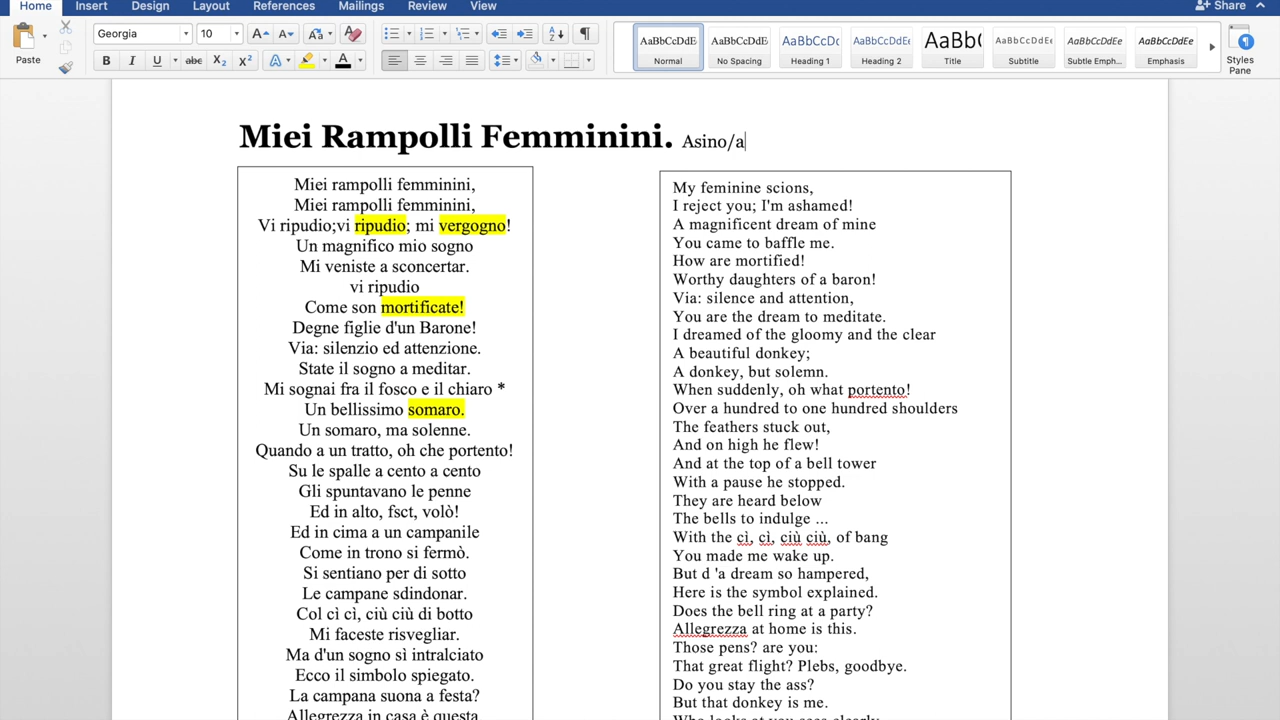 Home Insert Design Layout References Mailings Review View Share
Georgia 10
Paste
AaBbCcDdE AaBbCcDdE AaBbCcDc AaBbCcDdEe AaBb( AaBbCcDdEe AaBbCcDdEe AaBbCcDdEe
Normal No Spacing Heading 1 Heading 2 Title Subtitle Subtle Emph... Emphasis Styles Pane
Miei Rampolli Femminini. Asino/a
Miei rampolli femminini,
Miei rampolli femminini,
Vi ripudio;vi ripudio; mi vergogno!
Un magnifico mio sogno
Mi veniste a sconcertar.
vi ripudio
Come son mortificate!
Degne figlie d'un Barone!
Via: silenzio ed attenzione.
State il sogno a meditar.
Mi sognai fra il fosco e il chiaro *
Un bellissimo somaro.
Un somaro, ma solenne.
Quando a un tratto, oh che portento!
Su le spalle a cento a cento
Gli spuntavano le penne
Ed in alto, fsct, volò!
Ed in cima a un campanile
Come in trono si fermò.
Si sentiano per di sotto
Le campane sdindonar.
Col cì cì, ciù ciù di botto
Mi faceste risvegliar.
Ma d'un sogno sì intralciato
Ecco il simbolo spiegato.
La campana suona a festa?
Allegrezza in casa è questa.
My feminine scions,
I reject you; I'm ashamed!
A magnificent dream of mine
You came to baffle me.
How are mortified!
Worthy daughters of a baron!
Via: silence and attention,
You are the dream to meditate.
I dreamed of the gloomy and the clear
A beautiful donkey;
A donkey, but solemn.
When suddenly, oh what portento!
Over a hundred to one hundred shoulders
The feathers stuck out,
And on high he flew!
And at the top of a bell tower
With a pause he stopped.
They are heard below
The bells to indulge ...
With the cì, cì, ciù ciù, of bang
You made me wake up.
But d 'a dream so hampered,
Here is the symbol explained.
Does the bell ring at a party?
Allegrezza at home is this.
Those pens? are you:
That great flight? Plebs, goodbye.
Do you stay the ass?
But that donkey is me.
Who looks at you sees clearly